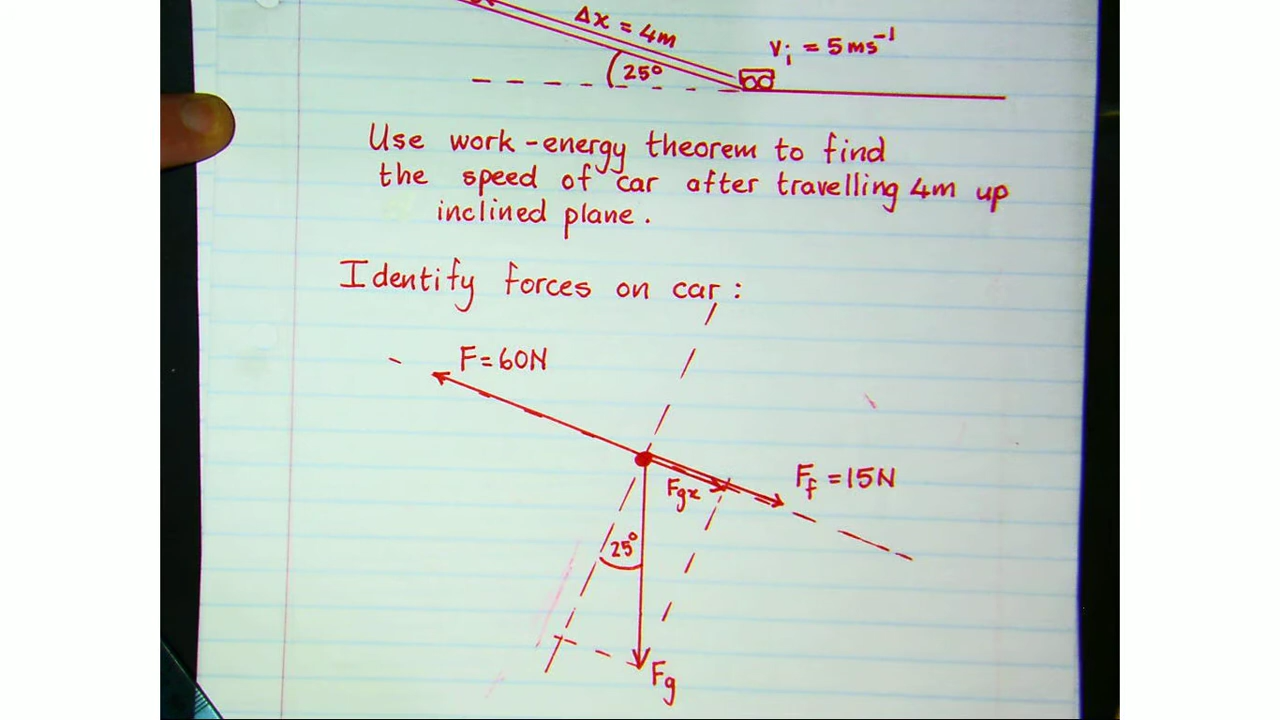 Δx = 4m
Vi = 5ms⁻¹
25°
Use work-energy theorem to find
the speed of car after travelling 4m up
inclined plane.
Identify forces on car:
F=60N
Ff =15N
Fgx
25°
Fg